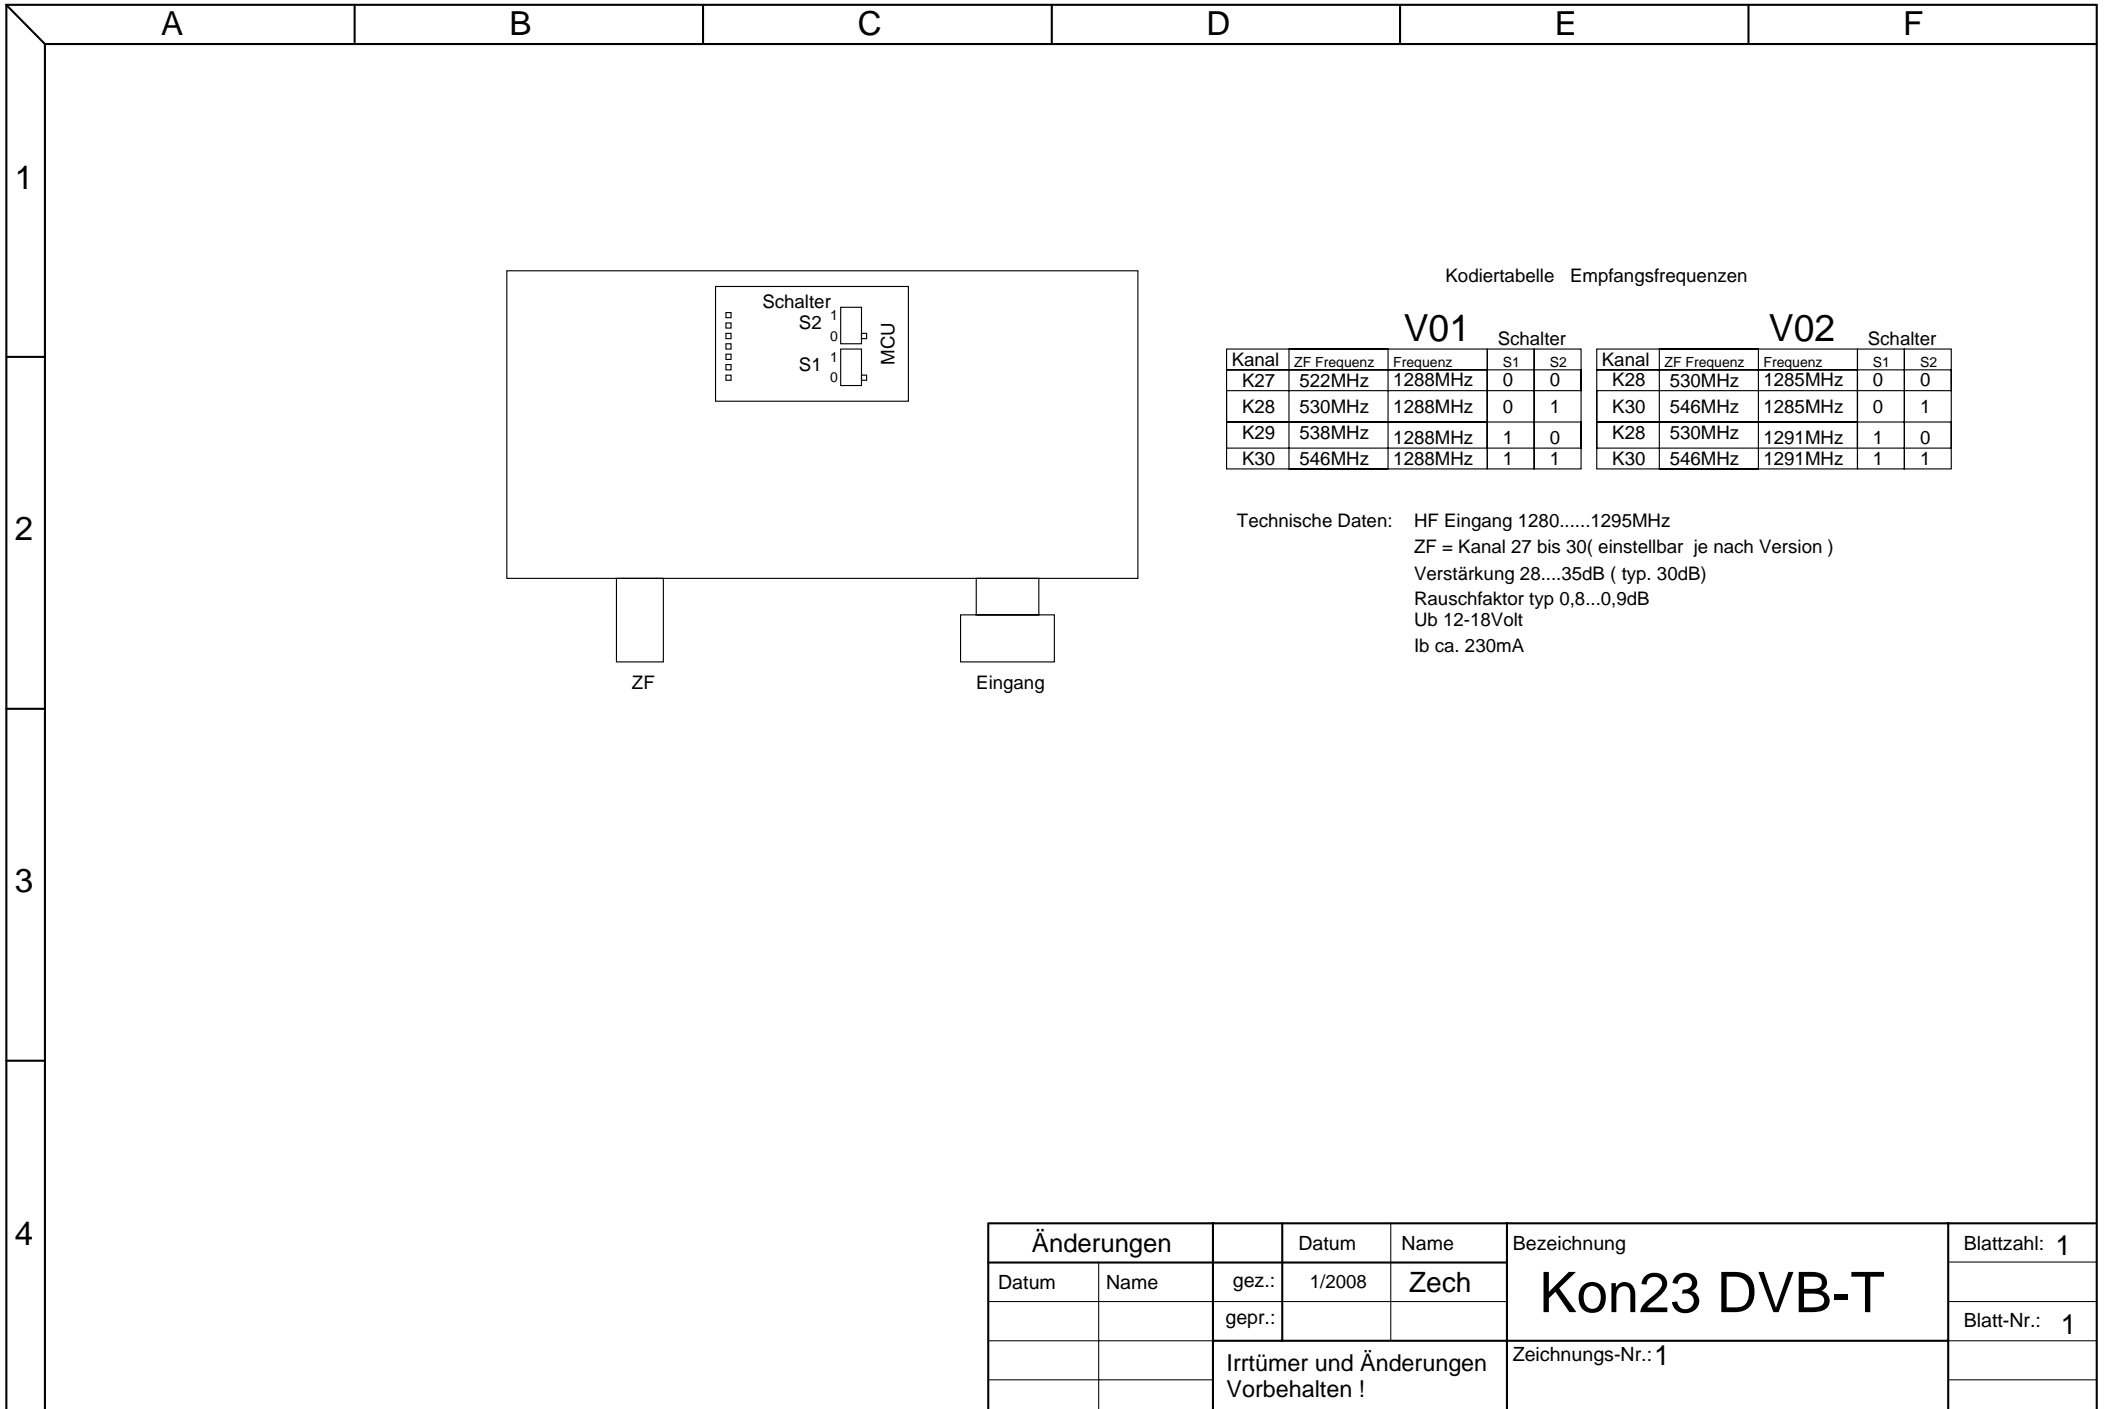 A B C D E F
1
2
3
4
Schalter
S2 1
0
S1 1
0
MCU
ZF
Eingang
Kodiertabelle Empfangsfrequenzen
V01 Schalter
Kanal ZF Frequenz Frequenz S1 S2
K27 522MHz 1288MHz 0 0
K28 530MHz 1288MHz 0 1
K29 538MHz 1288MHz 1 0
K30 546MHz 1288MHz 1 1
V02 Schalter
Kanal ZF Frequenz Frequenz S1 S2
K28 530MHz 1285MHz 0 0
K30 546MHz 1285MHz 0 1
K28 530MHz 1291MHz 1 0
K30 546MHz 1291MHz 1 1
Technische Daten: HF Eingang 1280......1295MHz
ZF = Kanal 27 bis 30( einstellbar je nach Version )
Verstärkung 28....35dB ( typ. 30dB)
Rauschfaktor typ 0,8...0,9dB
Ub 12-18Volt
Ib ca. 230mA
Änderungen
Datum Name
Datum Name
gez.: 1/2008 Zech
gepr.:
Irrtümer und Änderungen
Vorbehalten !
Bezeichnung
Kon23 DVB-T
Zeichnungs-Nr.: 1
Blattzahl: 1
Blatt-Nr.: 1